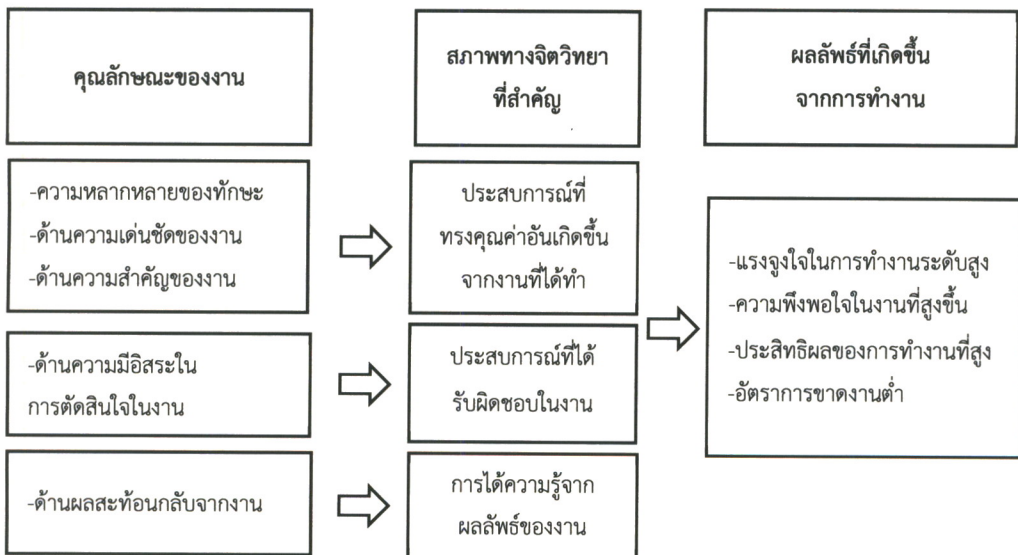 คุณลักษณะของงาน
สภาพทางจิตวิทยา
ที่สำคัญ
ผลลัพธ์ที่เกิดขึ้น
จากการทำงาน
-ความหลากหลายของทักษะ
-ด้านความเด่นชัดของงาน
-ด้านความสำคัญของงาน
ประสบการณ์ที่
ทรงคุณค่าอันเกิดขึ้น
จากงานที่ได้ทำ
-ด้านความมีอิสระใน
การตัดสินใจในงาน
ประสบการณ์ที่ได้
รับผิดชอบในงาน
-ด้านผลสะท้อนกลับจากงาน
การได้ความรู้จาก
ผลลัพธ์ของงาน
-แรงจูงใจในการทำงานระดับสูง
-ความพึงพอใจในงานที่สูงขึ้น
-ประสิทธิผลของการทำงานที่สูง
-อัตราการขาดงานต่ำ